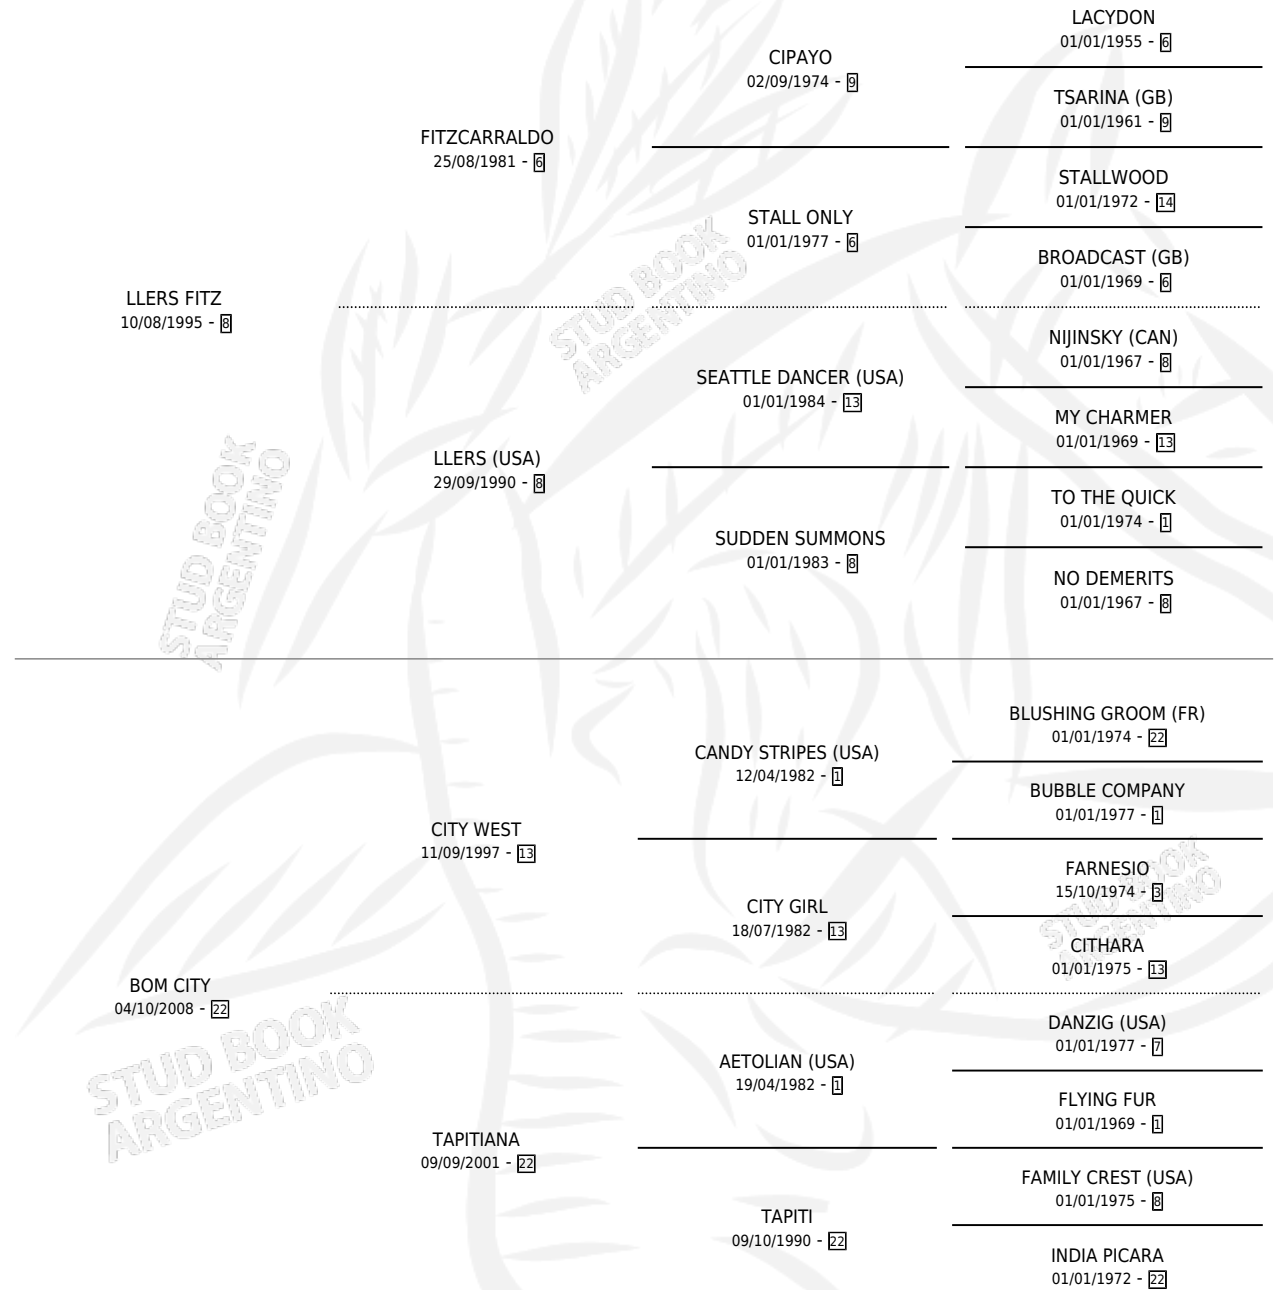 LACYDON
01/01/1955 - 6
CIPAYO
02/09/1974 - 9
TSARINA (GB)
01/01/1961 - 9
FITZCARRALDO
25/08/1981 - 6
STALLWOOD
01/01/1972 - 14
STALL ONLY
01/01/1977 - 6
BROADCAST (GB)
01/01/1969 - 6
LLERS FITZ
10/08/1995 - 8
NIJINSKY (CAN)
01/01/1967 - 8
SEATTLE DANCER (USA)
01/01/1984 - 13
MY CHARMER
01/01/1969 - 13
LLERS (USA)
29/09/1990 - 8
TO THE QUICK
01/01/1974 - 1
SUDDEN SUMMONS
01/01/1983 - 8
NO DEMERITS
01/01/1967 - 8
BLUSHING GROOM (FR)
01/01/1974 - 22
CANDY STRIPES (USA)
12/04/1982 - 1
BUBBLE COMPANY
01/01/1977 - 1
CITY WEST
11/09/1997 - 13
FARNESIO
15/10/1974 - 3
CITY GIRL
18/07/1982 - 13
CITHARA
01/01/1975 - 13
BOM CITY
04/10/2008 - 22
DANZIG (USA)
01/01/1977 - 7
AETOLIAN (USA)
19/04/1982 - 1
FLYING FUR
01/01/1969 - 1
TAPITIANA
09/09/2001 - 22
FAMILY CREST (USA)
01/01/1975 - 8
TAPITI
09/10/1990 - 22
INDIA PICARA
01/01/1972 - 22
STUD BOOK
ARGENTINO
STUD BOOK
ARGENTINO
STUD BOOK
ARGENTINO
STUD BOOK
ARGENTINO